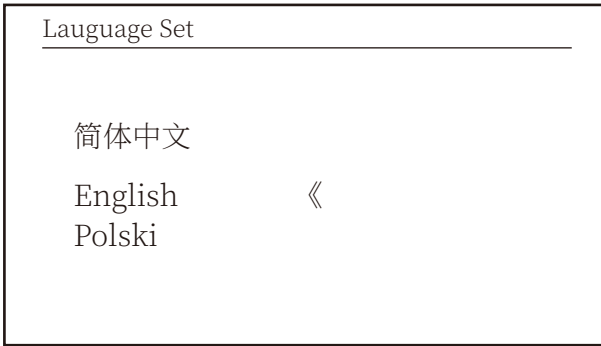 Lauguage Set
简体中文
English 《
Polski